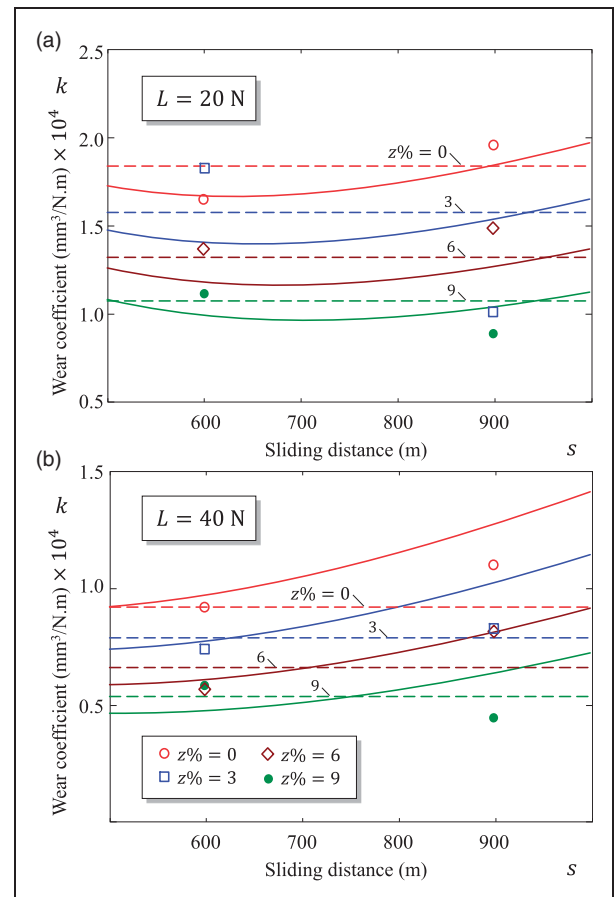 (a)
2.5
k
L = 20 N
2.0
z% = 0
3
1.5
6
9
1.0
0.5
Wear coefficient (mm³/N.m) × 10⁴
600 700 800 900
Sliding distance (m) s
(b)
1.5
k
L = 40 N
1.0
z% = 0
3
6
9
0.5
z% = 0 z% = 6
z% = 3 z% = 9
Wear coefficient (mm³/N.m) × 10⁴
600 700 800 900
Sliding distance (m) s